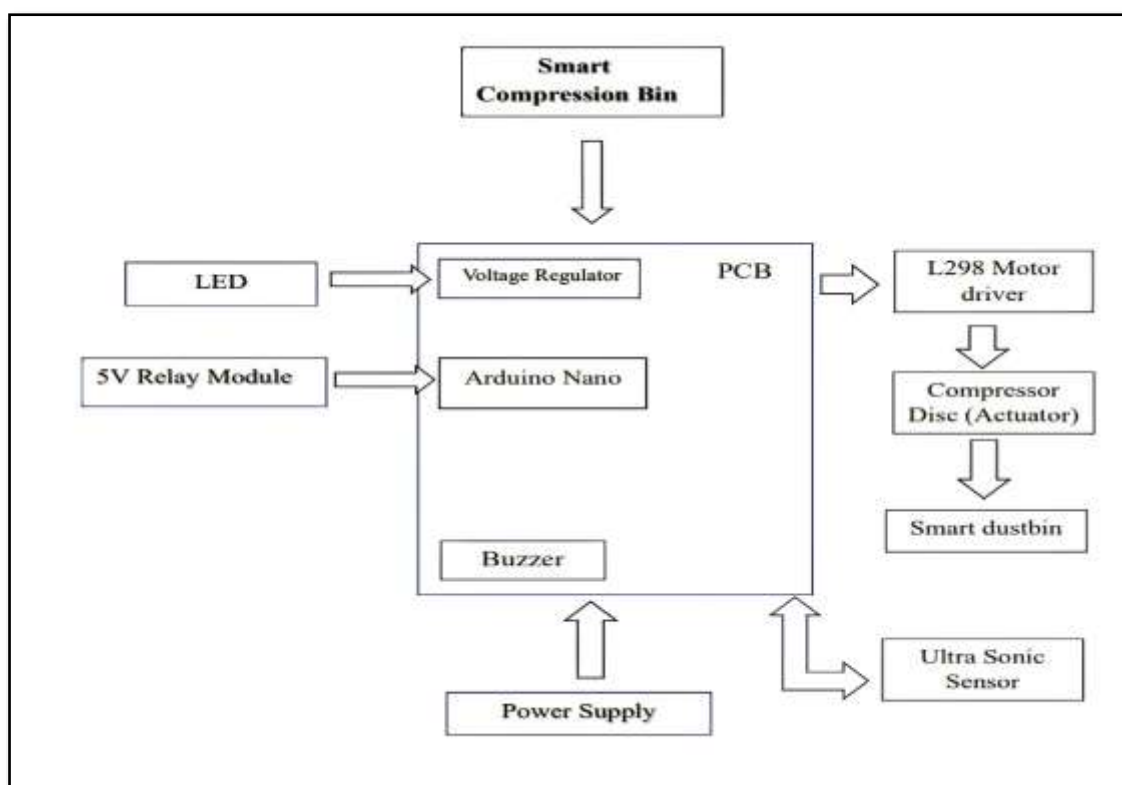 Smart
Compression Bin
LED
Voltage Regulator
PCB
L298 Motor
driver
5V Relay Module
Arduino Nano
Compressor
Disc (Actuator)
Smart dustbin
Buzzer
Ultra Sonic
Sensor
Power Supply